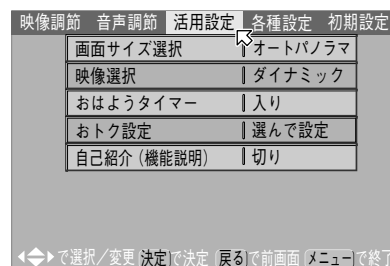 映像調節 音声調節 活用設定 各種設定 初期設定
画面サイズ選択 オートパノラマ
映像選択 ダイナミック
おはようタイマー 入り
おトク設定 選んで設定
自己紹介(機能説明) 切り
で選択/変更 決定で決定 戻るで前画面 メニューで終了